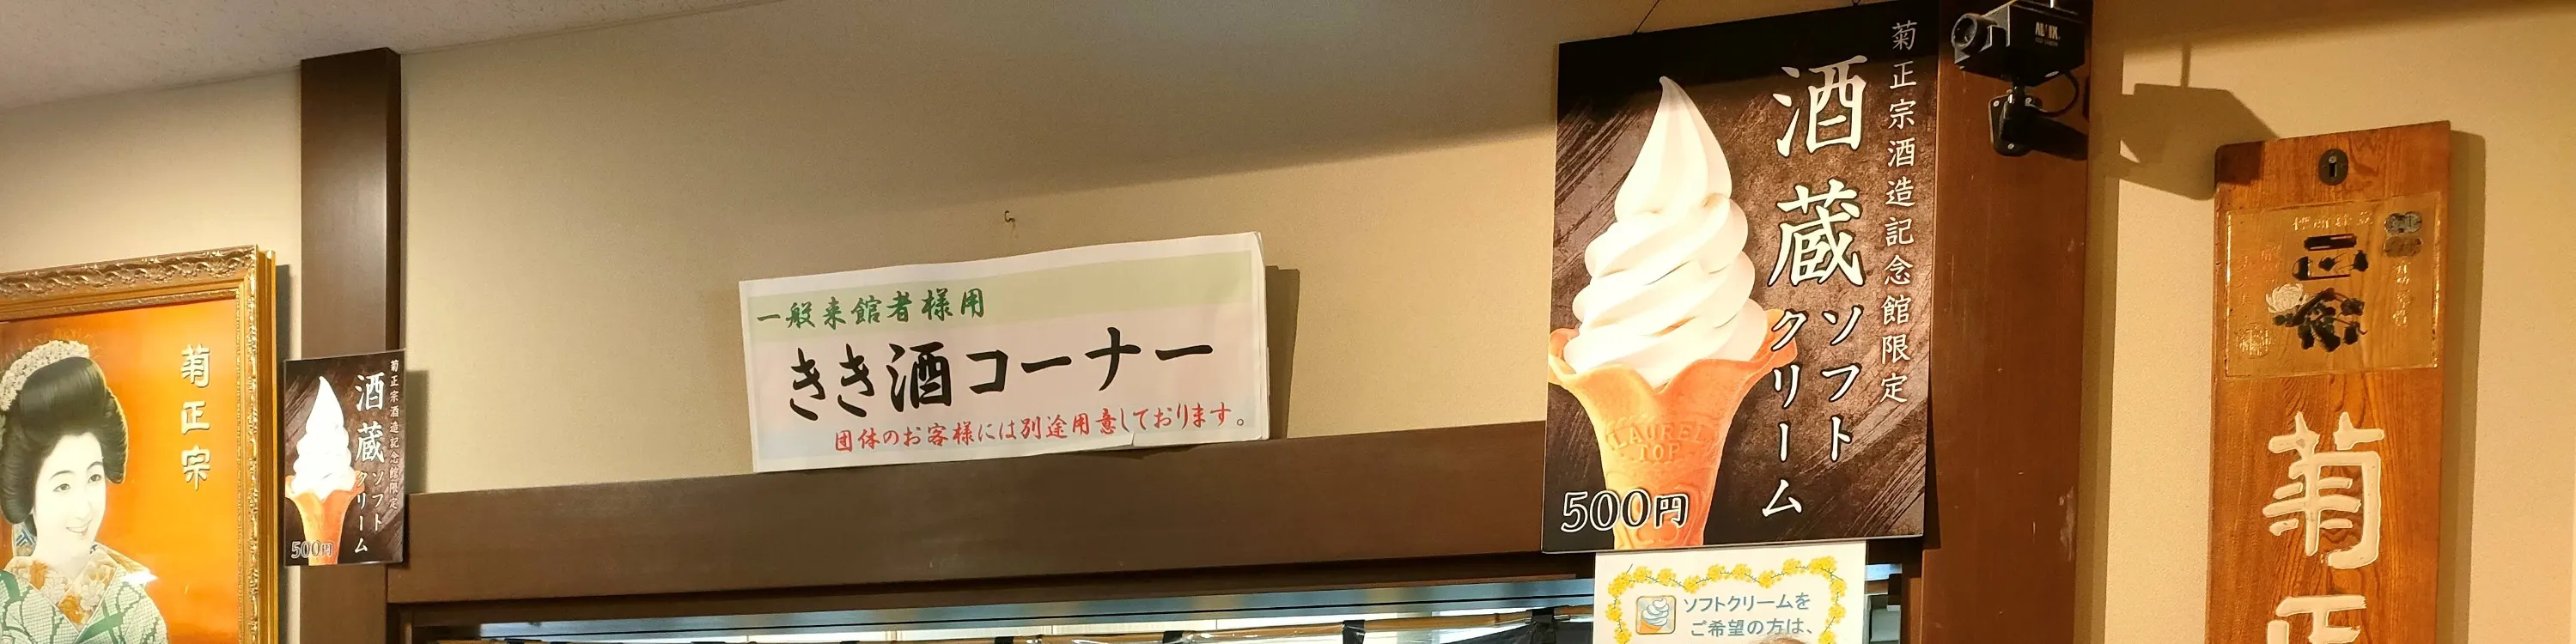 菊正宗
菊正宗酒造記念館限定
酒蔵
ソフト
クリーム
500円
一般来館者様用
きき酒コーナー
団体のお客様には別途用意しております。
菊正宗酒造記念館限定
酒蔵
ソフト
クリーム
500円
LAUREL
TOP
ソフトクリームを
ご希望の方は、
菊正